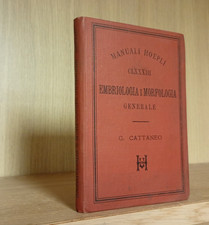 MANUALI HOEPLI
EMBRIOLOGIA E MORFOLOGIA
GENERALE
G. CATTANEO